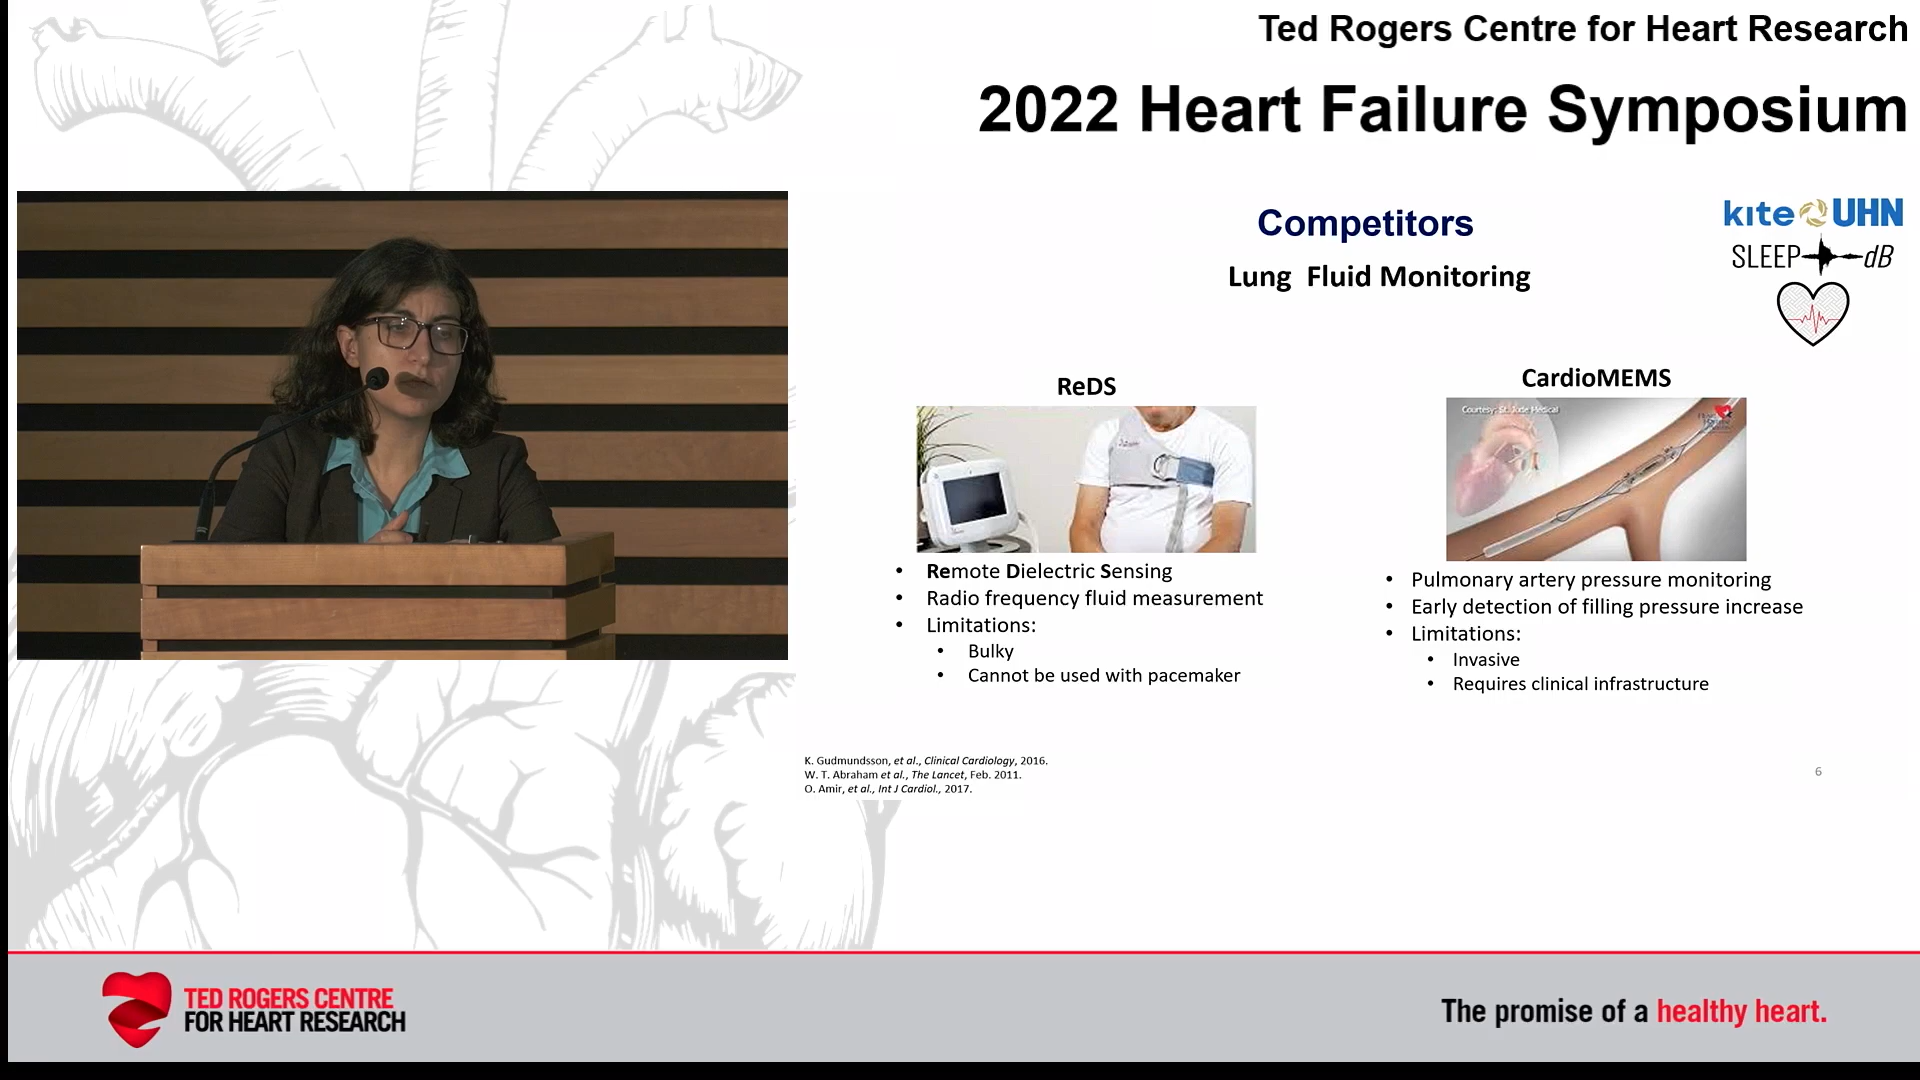 Ted Rogers Centre for Heart Research
2022 Heart Failure Symposium
Competitors
Lung Fluid Monitoring
kite UHN
SLEEP dB
ReDS
Remote Dielectric Sensing
Radio frequency fluid measurement
Limitations:
Bulky
Cannot be used with pacemaker
CardioMEMS
Courtesy: St. Jude Medical
Pulmonary artery pressure monitoring
Early detection of filling pressure increase
Limitations:
Invasive
Requires clinical infrastructure
K. Gudmundsson, et al., Clinical Cardiology, 2016.
W. T. Abraham et al., The Lancet, Feb. 2011.
O. Amir, et al., Int J Cardiol., 2017.
6
TED ROGERS CENTRE
FOR HEART RESEARCH
The promise of a healthy heart.